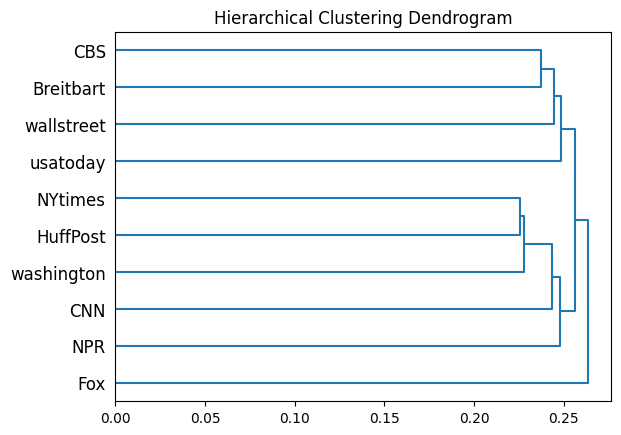 Hierarchical Clustering Dendrogram
CBS
Breitbart
wallstreet
usatoday
NYtimes
HuffPost
washington
CNN
NPR
Fox
0.00 0.05 0.10 0.15 0.20 0.25